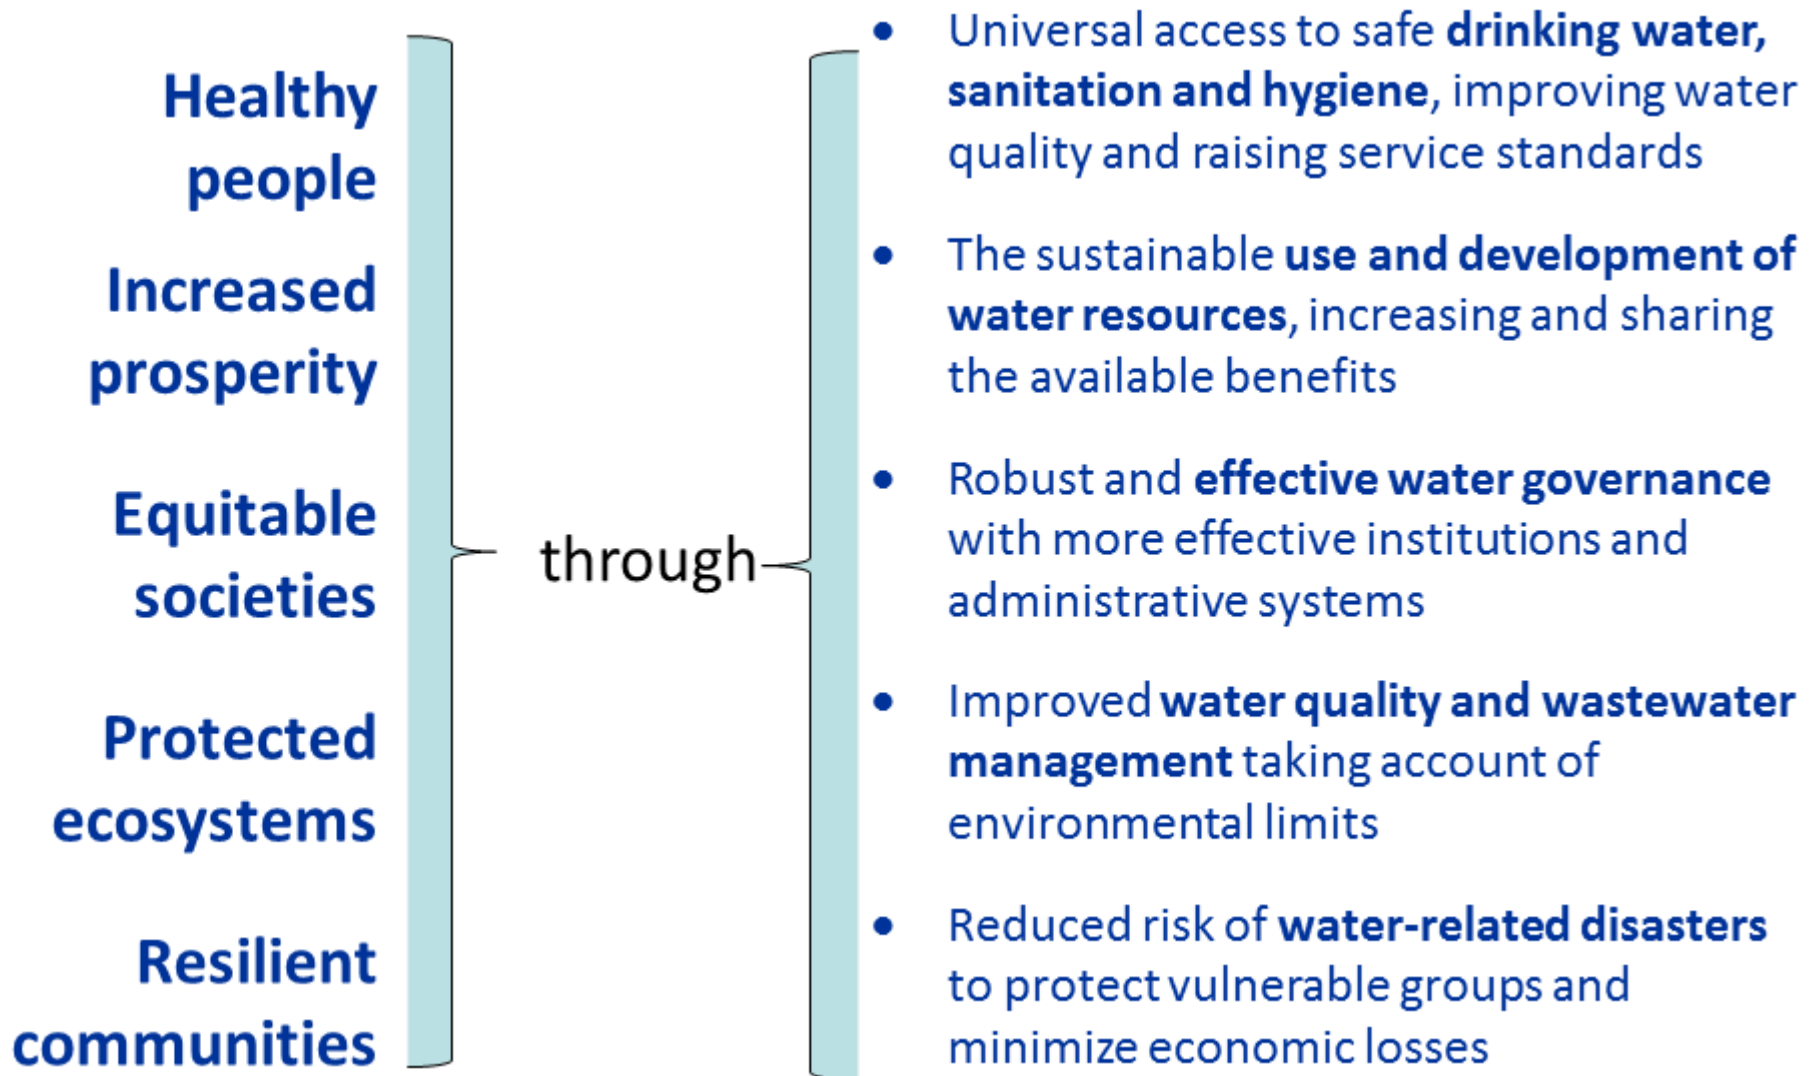 Healthy
people
Increased
prosperity
Equitable
societies
Protected
ecosystems
Resilient
communities
through
• Universal access to safe drinking water,
sanitation and hygiene, improving water
quality and raising service standards
• The sustainable use and development of
water resources, increasing and sharing
the available benefits
• Robust and effective water governance
with more effective institutions and
administrative systems
• Improved water quality and wastewater
management taking account of
environmental limits
• Reduced risk of water-related disasters
to protect vulnerable groups and
minimize economic losses